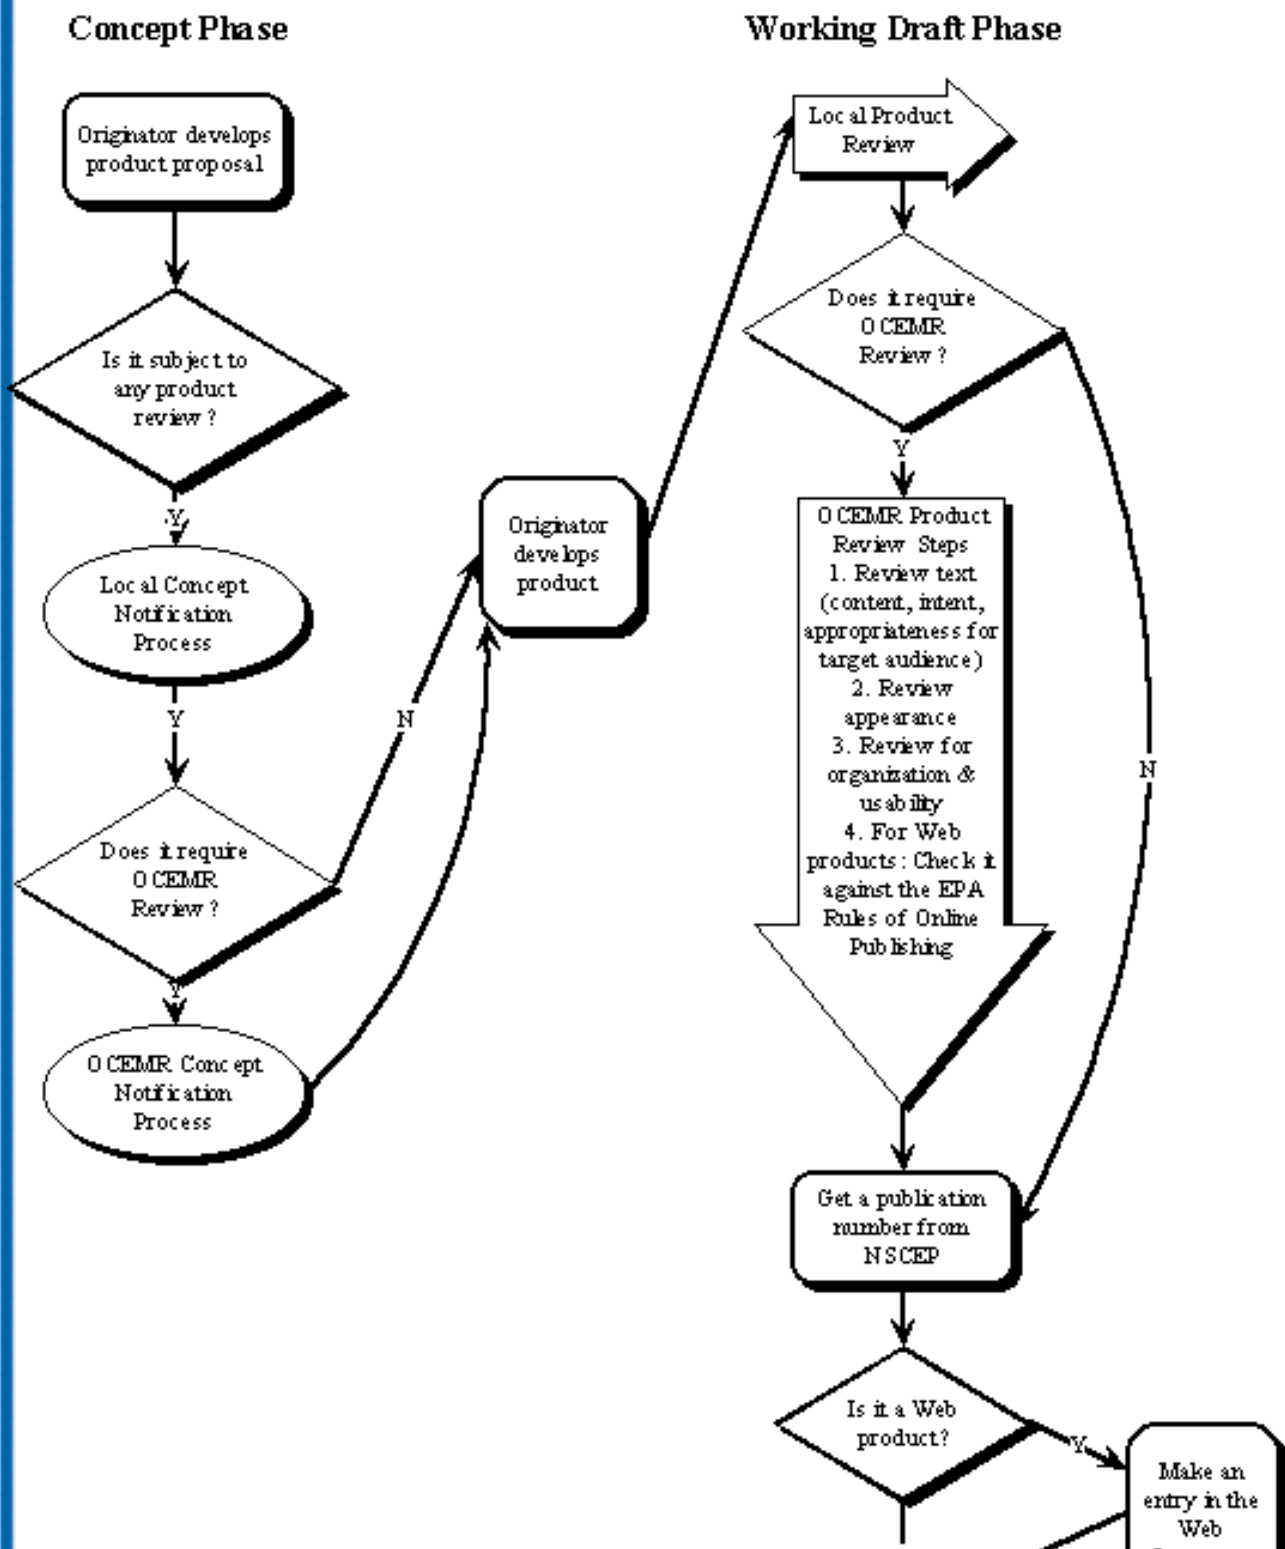 Concept Phase
Originator develops
product proposal
Is it subject to
any product
review ?
Y
Local Concept
Notification
Process
Y
Does it require
OCEMR
Review ?
Y
OCEMR Concept
Notification
Process
N
Originator
develops
product
Working Draft Phase
Local Product
Review
Does it require
OCEMR
Review ?
Y
N
OCEMR Product
Review Steps
1. Review text
(content, intent,
appropriateness for
target audience)
2. Review
appearance
3. Review for
organization &
usability
4. For Web
products: Check it
against the EPA
Rules of Online
Publishing
Get a publication
number from
NSCEP
Is it a Web
product?
Y
Make an
entry in the
Web